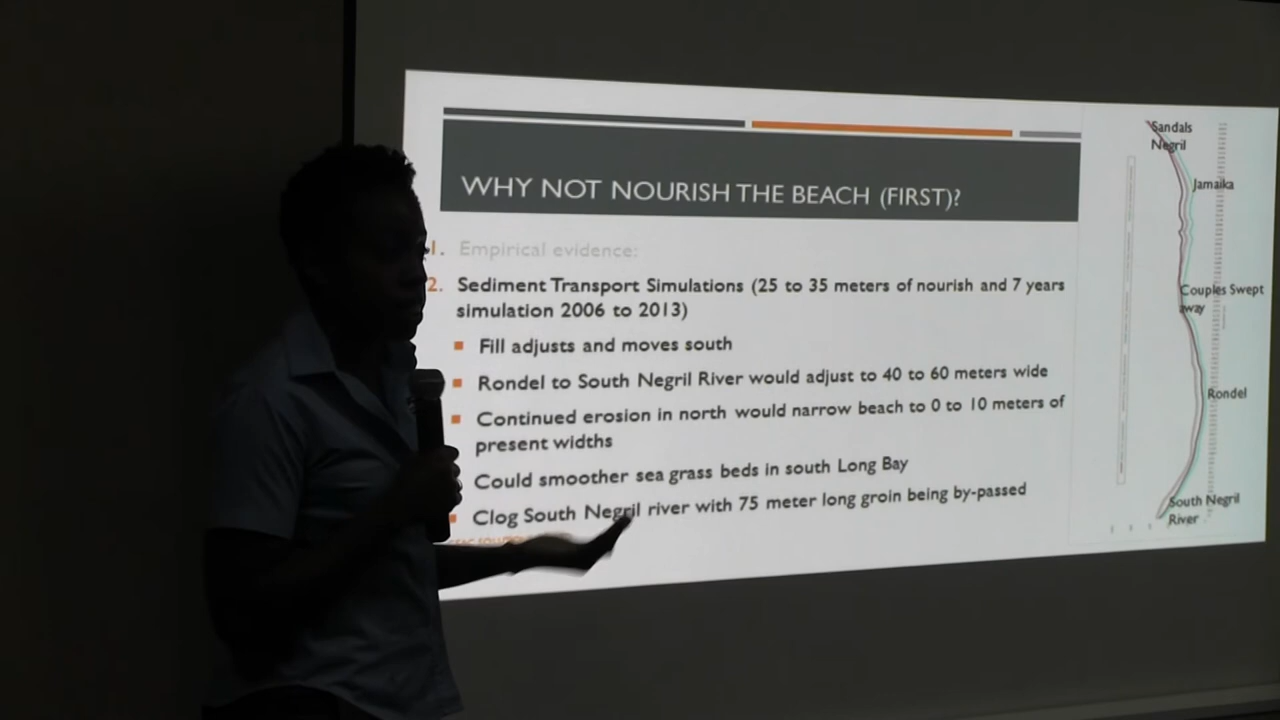 WHY NOT NOURISH THE BEACH (FIRST)?
1. Empirical evidence:
2. Sediment Transport Simulations (25 to 35 meters of nourish and 7 years
simulation 2006 to 2013)
Fill adjusts and moves south
Rondel to South Negril River would adjust to 40 to 60 meters wide
Continued erosion in north would narrow beach to 0 to 10 meters of
present widths
Could smoother sea grass beds in south Long Bay
Clog South Negril river with 75 meter long groin being by-passed
Sandals
Negril
Jamaika
Couples Swept
away
Rondel
South Negril
River